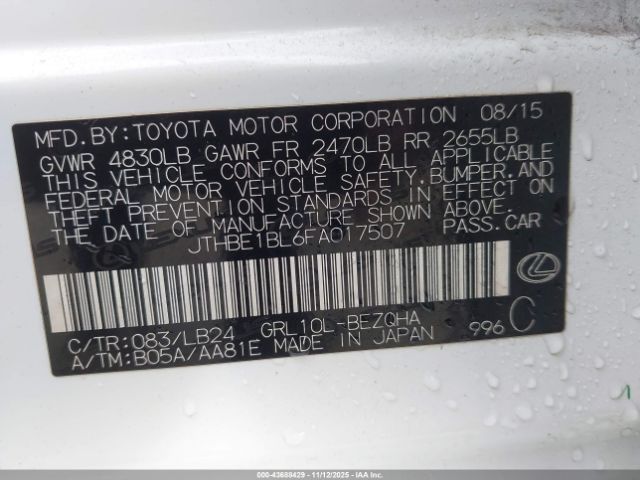 MFD. BY: TOYOTA MOTOR CORPORATION 08/15
GVWR 4830LB GAWR FR 2470LB RR 2655LB
THIS VEHICLE CONFORMS TO ALL APPLICABLE
FEDERAL MOTOR VEHICLE SAFETY, BUMPER, AND
THEFT PREVENTION STANDARDS IN EFFECT ON
THE DATE OF MANUFACTURE SHOWN ABOVE.
JTHBE1BL6FA017507 PASS. CAR
C/TR: 083/LB24 GRL10L-BEZQHA
A/TM: B05A/AA81E MADE IN JAPAN 996 C
000-43688429 - 11/12/2025 - IAAI.CA